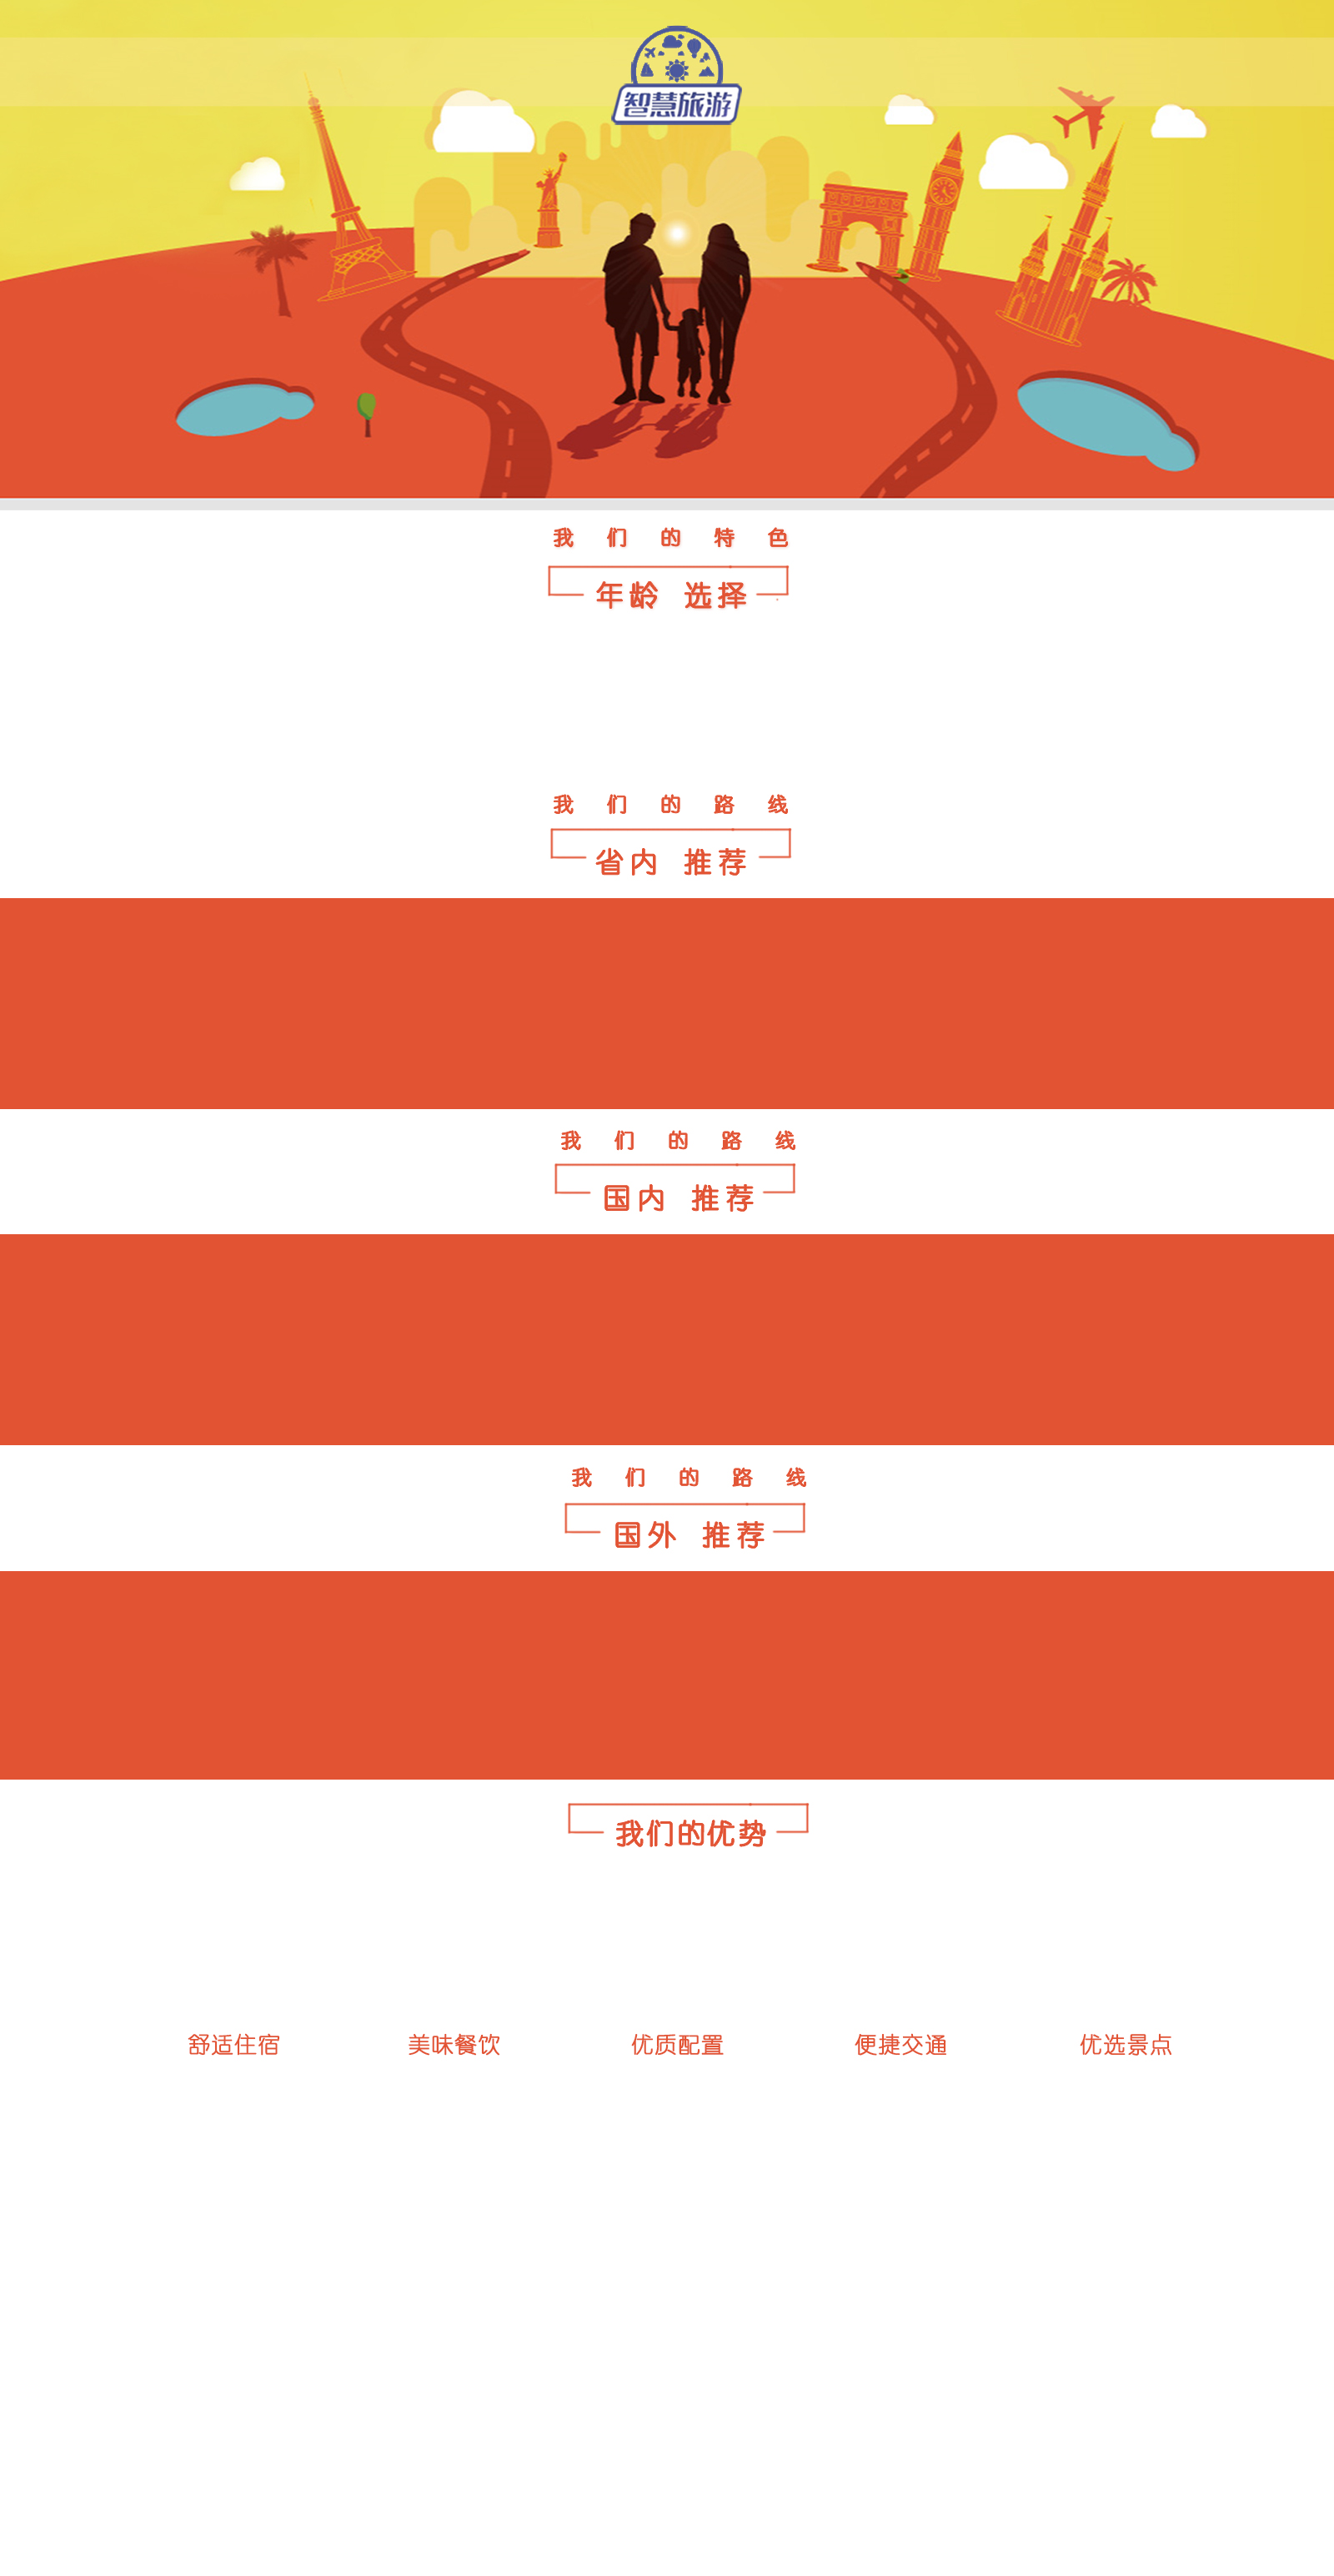 智慧旅游
我 们 的 特 色
年龄 选择
我 们 的 路 线
省内 推荐
我 们 的 路 线
国内 推荐
我 们 的 路 线
国外 推荐
我们的优势
舒适住宿 美味餐饮 优质配置 便捷交通 优选景点